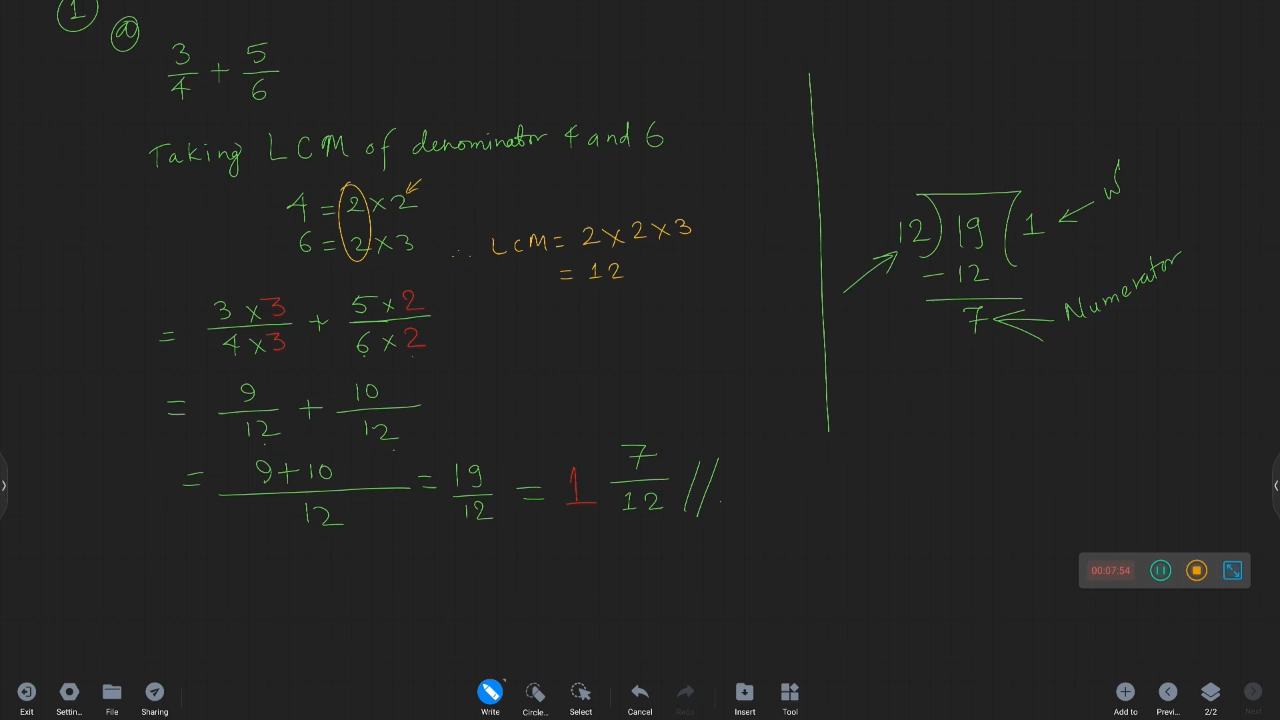 1
a
3/4 + 5/6
Taking LCM of denominator 4 and 6
4 = 2 × 2
6 = 2 × 3
∴ LCM = 2 × 2 × 3
= 12
= 3 × 3 / 4 × 3 + 5 × 2 / 6 × 2
= 9/12 + 10/12
= 9+10 / 12 = 19/12 = 1 7/12 //.
12) 19 (1
W
- 12
7
Numerator
00:07:54
Exit
Settin..
File
Sharing
Write
Circle..
Select
Cancel
Redo
Insert
Tool
Add to
Previ..
2/2
Next